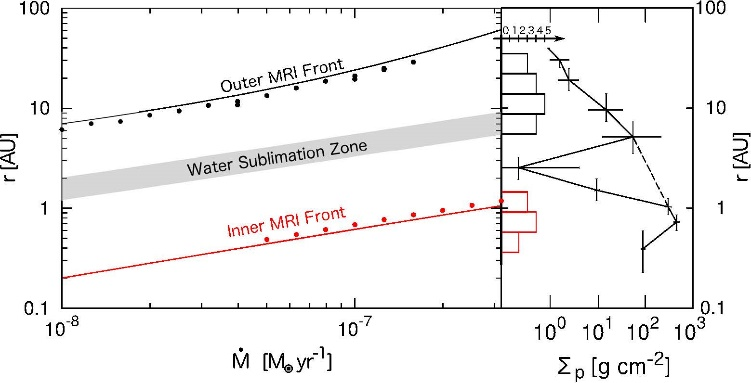 100
10
1
0.1
r [AU]
Outer MRI Front
Water Sublimation Zone
Inner MRI Front
10-8
10-7
Ṁ [M⊙yr-1]
0 1 2 3 4 5
100
10
1
0.1
r [AU]
100
101
102
103
Σp [g cm-2]